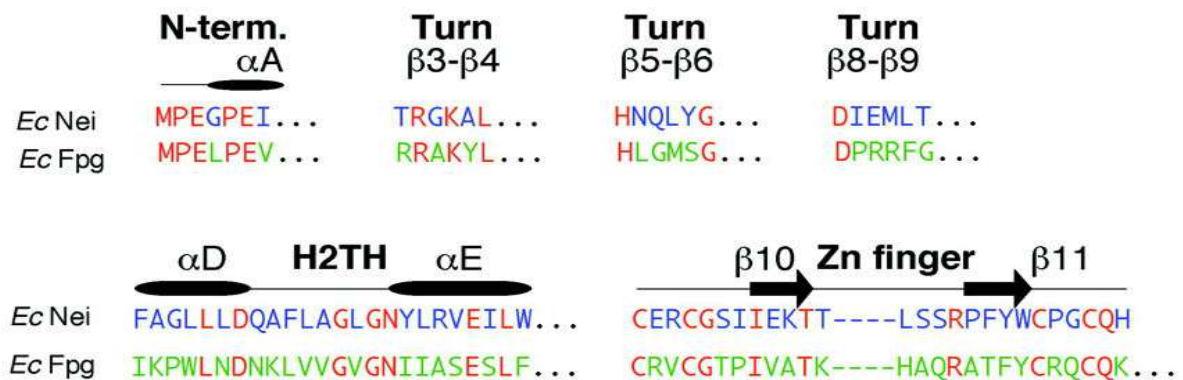 N-term. Turn Turn Turn
αA β3-β4 β5-β6 β8-β9
Ec Nei MPEGPEI... TRGKAL... HNQLYG... DIEMLT...
Ec Fpg MPELPEV... RRAKYL... HLGMSG... DPRRFG...
αD H2TH αE β10 Zn finger β11
Ec Nei FAGLLLDQAFLAGLGNYLRVEILW... CERCGSIIEKTT----LSSRPFYWCPGCQH
Ec Fpg IKPWLNDNKLVVGVGNIIASESLF... CRVCGTPIVATK----HAQRATFYCRQCQK...